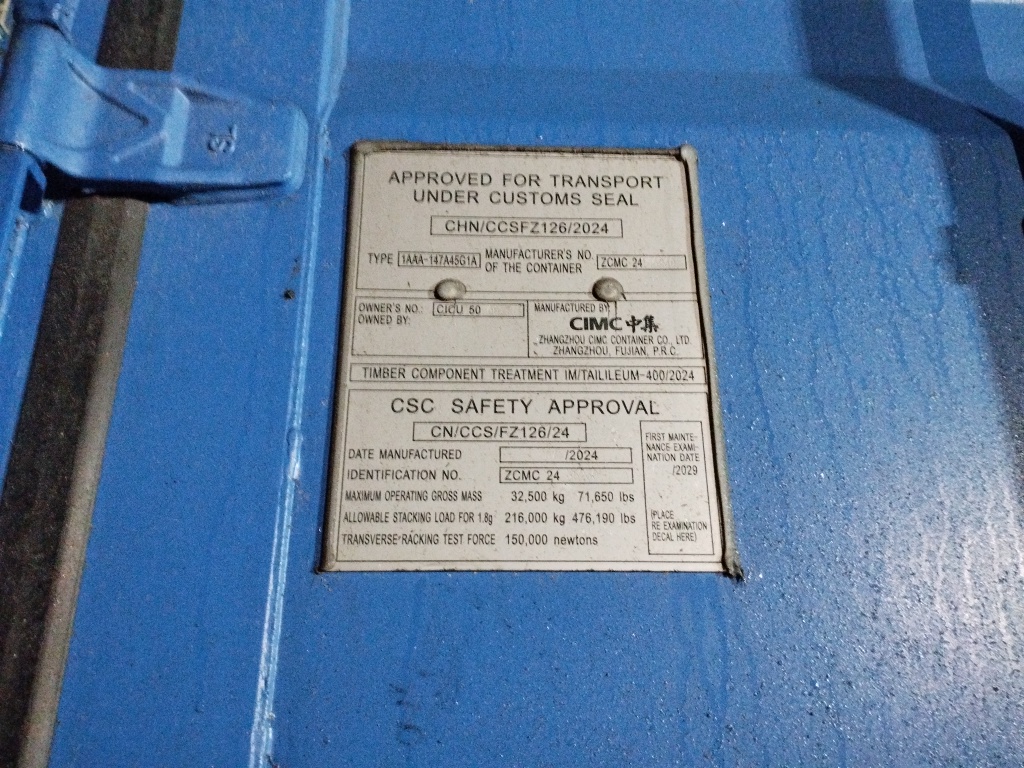 SL
APPROVED FOR TRANSPORT
UNDER CUSTOMS SEAL
CHN/CCSFZ126/2024
TYPE 1AAA-147A45G1A MANUFACTURER'S NO. OF THE CONTAINER ZCMC 24
OWNER'S NO. CICU 50
OWNED BY:
MANUFACTURED BY
CIMC 中集
ZHANGZHOU CIMC CONTAINER CO., LTD.
ZHANGZHOU, FUJIAN, P.R.C.
TIMBER COMPONENT TREATMENT IM/TAILILEUM-400/2024
CSC SAFETY APPROVAL
CN/CCS/FZ126/24
DATE MANUFACTURED /2024
IDENTIFICATION NO. ZCMC 24
MAXIMUM OPERATING GROSS MASS 32,500 kg 71,650 lbs
ALLOWABLE STACKING LOAD FOR 1.8g 216,000 kg 476,190 lbs
TRANSVERSE-RACKING TEST FORCE 150,000 newtons
FIRST MAINTE-
NANCE EXAMI-
NATION DATE
/2029
(PLACE
RE EXAMINATION
DECAL HERE)